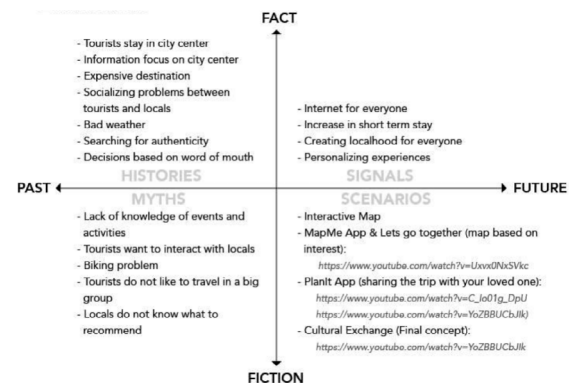 FACT
- Tourists stay in city center
- Information focus on city center
- Expensive destination
- Socializing problems between
tourists and locals
- Bad weather
- Searching for authenticity
- Decisions based on word of mouth
HISTORIES
- Internet for everyone
- Increase in short term stay
- Creating localhood for everyone
- Personalizing experiences
SIGNALS
PAST
FUTURE
MYTHS
- Lack of knowledge of events and
activities
- Tourists want to interact with locals
- Biking problem
- Tourists do not like to travel in a big
group
- Locals do not know what to
recommend
SCENARIOS
- Interactive Map
- MapMe App & Lets go together (map based on
interest):
https://www.youtube.com/watch?v=Uxvx0NxSVkc
- PlanIt App (sharing the trip with your loved one):
https://www.youtube.com/watch?v=C_Io01g_DpU
https://www.youtube.com/watch?v=YoZBBUCbJIk)
- Cultural Exchange (Final concept):
https://www.youtube.com/watch?v=YoZBBUCbJIk
FICTION